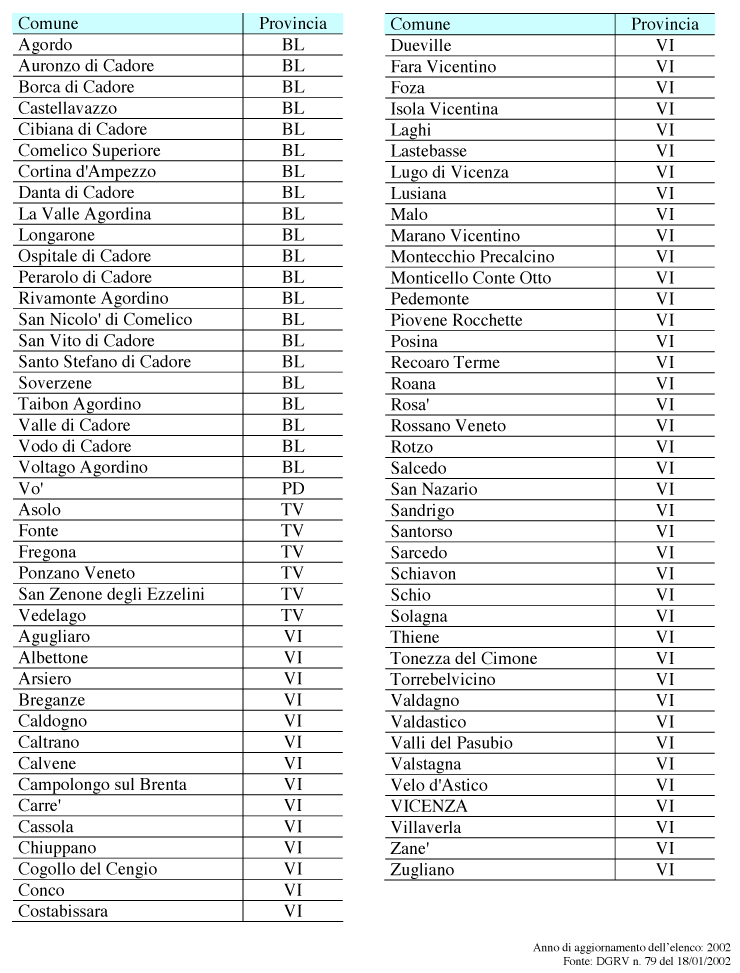 Comune Provincia
Agordo BL
Auronzo di Cadore BL
Borca di Cadore BL
Castellavazzo BL
Cibiana di Cadore BL
Comelico Superiore BL
Cortina d'Ampezzo BL
Danta di Cadore BL
La Valle Agordina BL
Longarone BL
Ospitale di Cadore BL
Perarolo di Cadore BL
Rivamonte Agordino BL
San Nicolo' di Comelico BL
San Vito di Cadore BL
Santo Stefano di Cadore BL
Soverzene BL
Taibon Agordino BL
Valle di Cadore BL
Vodo di Cadore BL
Voltago Agordino BL
Vo' PD
Asolo TV
Fonte TV
Fregona TV
Ponzano Veneto TV
San Zenone degli Ezzelini TV
Vedelago TV
Agugliaro VI
Albettone VI
Arsiero VI
Breganze VI
Caldogno VI
Caltrano VI
Calvene VI
Campolongo sul Brenta VI
Carre' VI
Cassola VI
Chiuppano VI
Cogollo del Cengio VI
Conco VI
Costabissara VI
Comune Provincia
Dueville VI
Fara Vicentino VI
Foza VI
Isola Vicentina VI
Laghi VI
Lastebasse VI
Lugo di Vicenza VI
Lusiana VI
Malo VI
Marano Vicentino VI
Montecchio Precalcino VI
Monticello Conte Otto VI
Pedemonte VI
Piovene Rocchette VI
Posina VI
Recoaro Terme VI
Roana VI
Rosa' VI
Rossano Veneto VI
Rotzo VI
Salcedo VI
San Nazario VI
Sandrigo VI
Santorso VI
Sarcedo VI
Schiavon VI
Schio VI
Solagna VI
Thiene VI
Tonezza del Cimone VI
Torrebelvicino VI
Valdagno VI
Valdastico VI
Valli del Pasubio VI
Valstagna VI
Velo d'Astico VI
VICENZA VI
Villaverla VI
Zane' VI
Zugliano VI
Anno di aggiornamento dell'elenco: 2002
Fonte: DGRV n. 79 del 18/01/2002